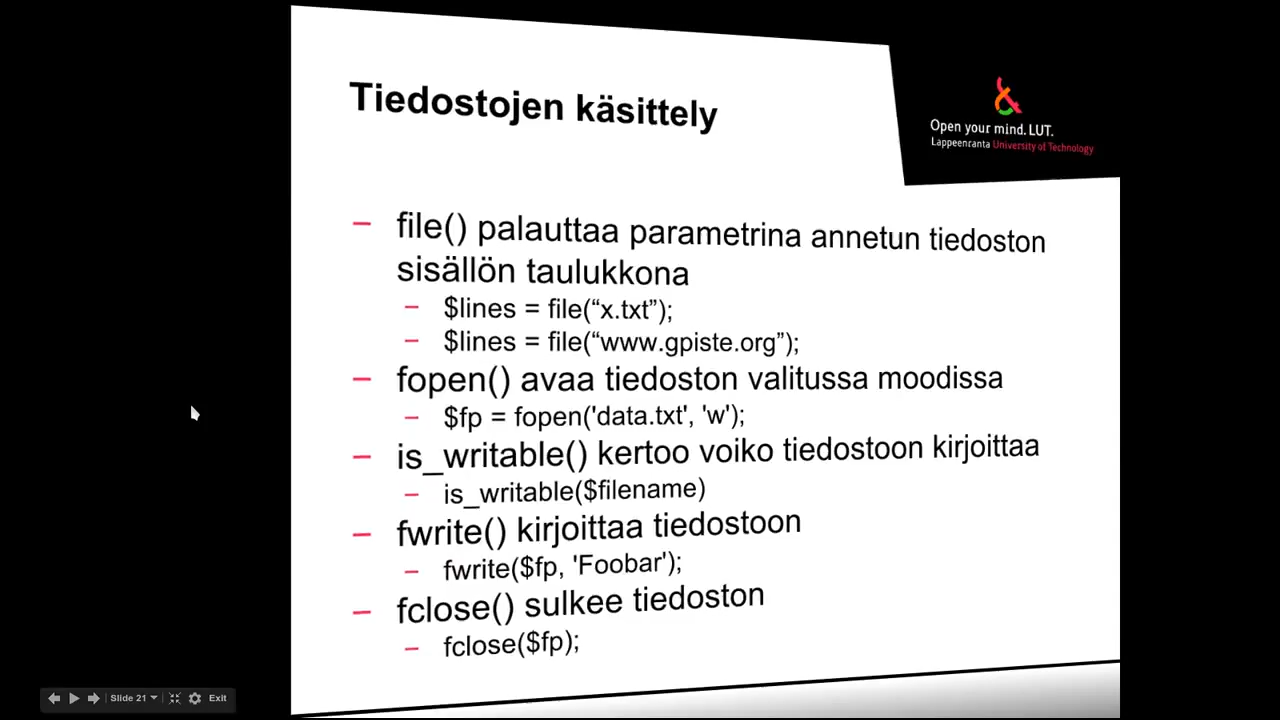 Tiedostojen käsittely
Open your mind. LUT.
Lappeenranta University of Technology
– file() palauttaa parametrina annetun tiedoston
sisällön taulukkona
– $lines = file(“x.txt”);
– $lines = file(“www.gpiste.org”);
– fopen() avaa tiedoston valitussa moodissa
– $fp = fopen('data.txt', 'w');
– is_writable() kertoo voiko tiedostoon kirjoittaa
– is_writable($filename)
– fwrite() kirjoittaa tiedostoon
– fwrite($fp, 'Foobar');
– fclose() sulkee tiedoston
– fclose($fp);
Slide 21 Exit